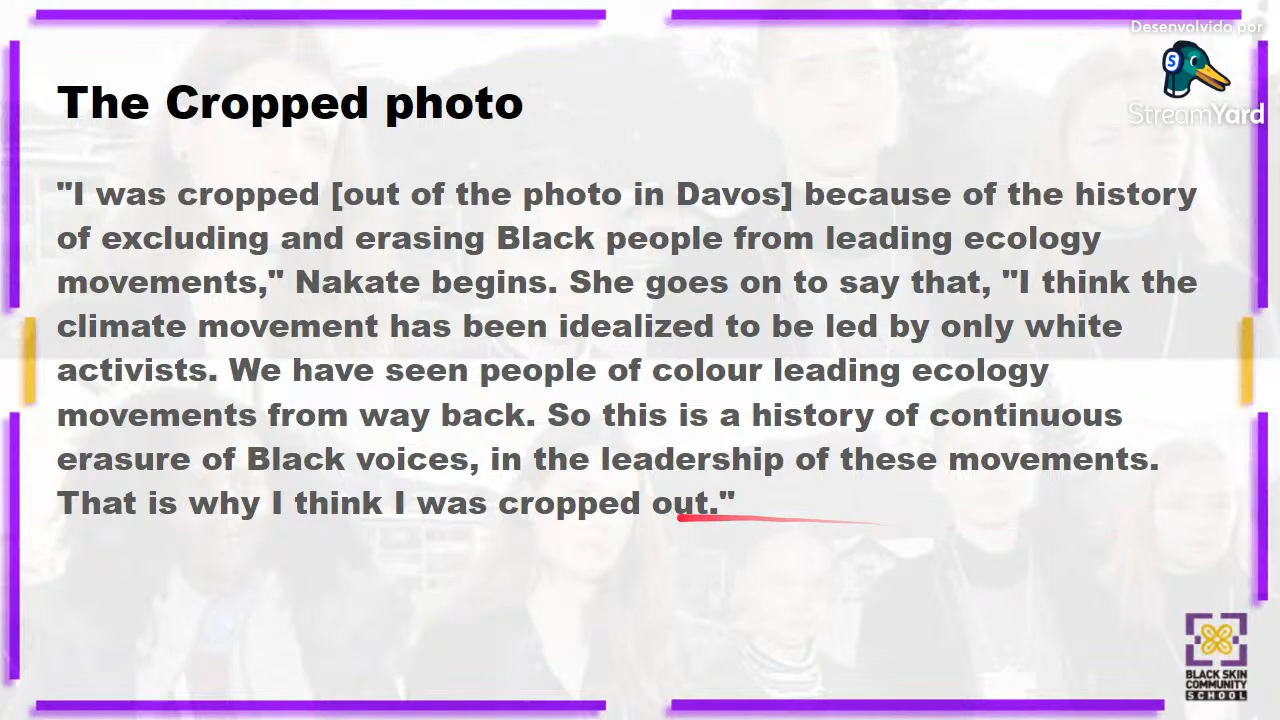 Desenvolvido por
StreamYard
The Cropped photo
"I was cropped [out of the photo in Davos] because of the history
of excluding and erasing Black people from leading ecology
movements," Nakate begins. She goes on to say that, "I think the
climate movement has been idealized to be led by only white
activists. We have seen people of colour leading ecology
movements from way back. So this is a history of continuous
erasure of Black voices, in the leadership of these movements.
That is why I think I was cropped out."
BLACK SKIN
COMMUNITY
SCHOOL